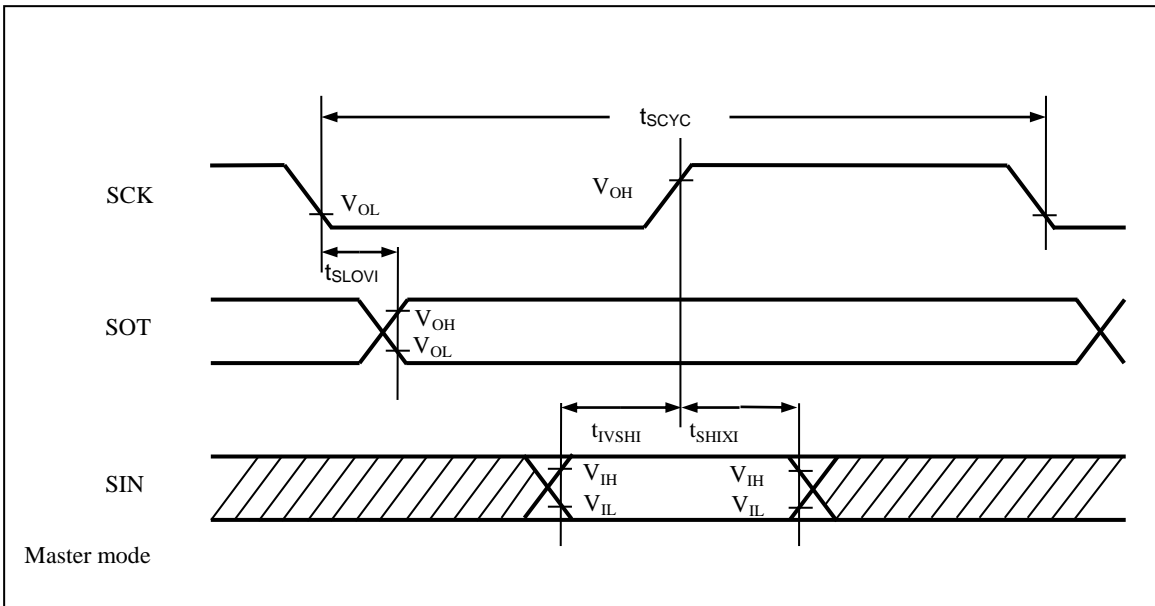 tSCYC
SCK
VOL
VOH
tSLOVI
SOT
VOH
VOL
tIVSHI
tSHIXI
SIN
VIH
VIH
VIL
VIL
Master mode